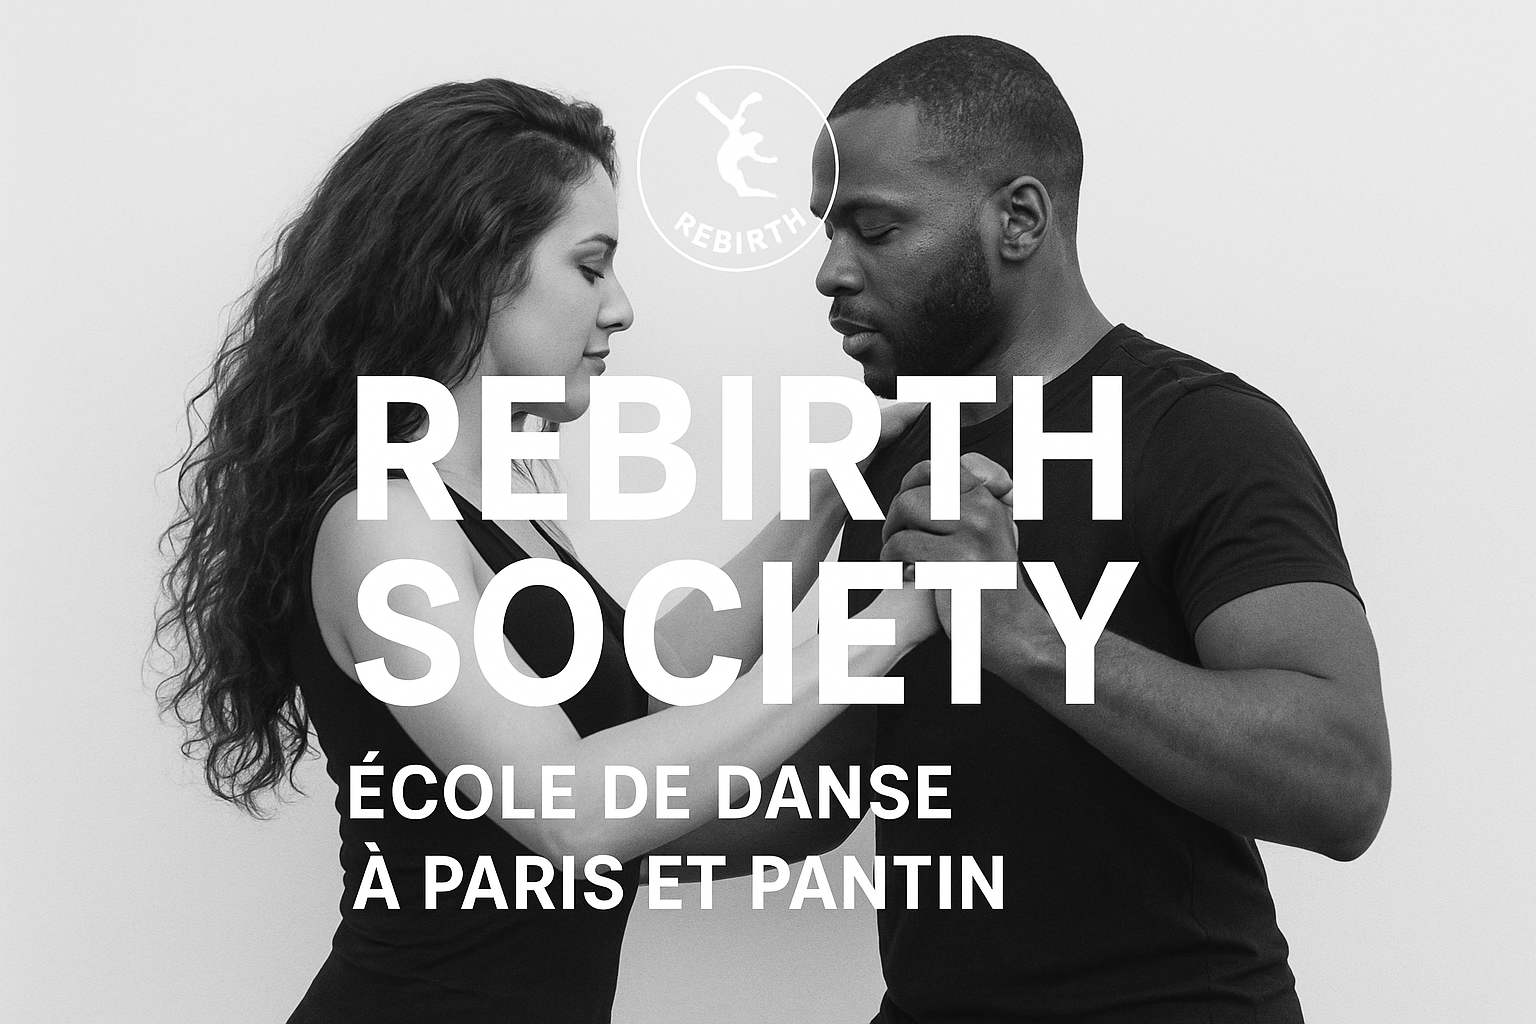 REBIRTH
REBIRTH
SOCIETY
ÉCOLE DE DANSE
À PARIS ET PANTIN